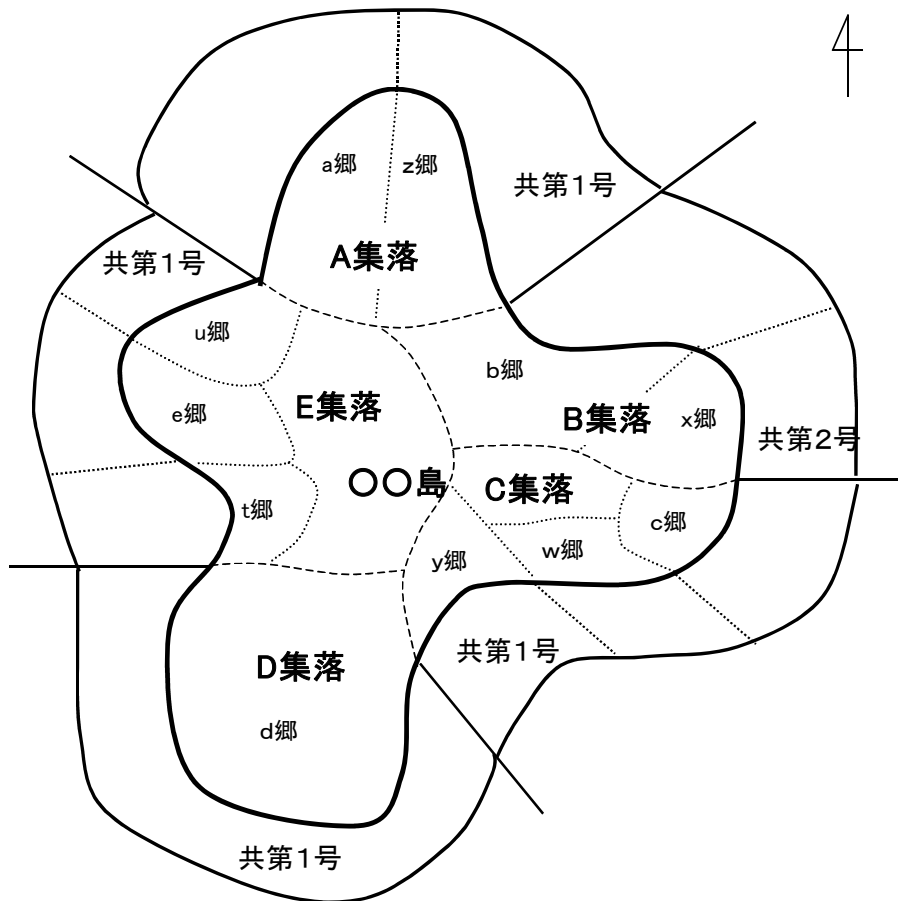 a郷
z郷
共第1号
A集落
共第1号
u郷
b郷
E集落
e郷
B集落
x郷
共第2号
○○島
C集落
t郷
c郷
w郷
y郷
共第1号
D集落
d郷
共第1号